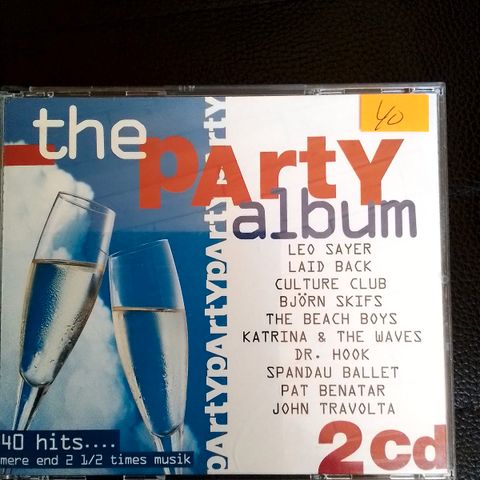 the
pArtY
album
40
pArtYpArtYpArtYpArtY
LEO SAYER
LAID BACK
CULTURE CLUB
BJÖRN SKIFS
THE BEACH BOYS
KATRINA & THE WAVES
DR. HOOK
SPANDAU BALLET
PAT BENATAR
JOHN TRAVOLTA
40 hits....
mere end 2 1/2 times musik
2cd